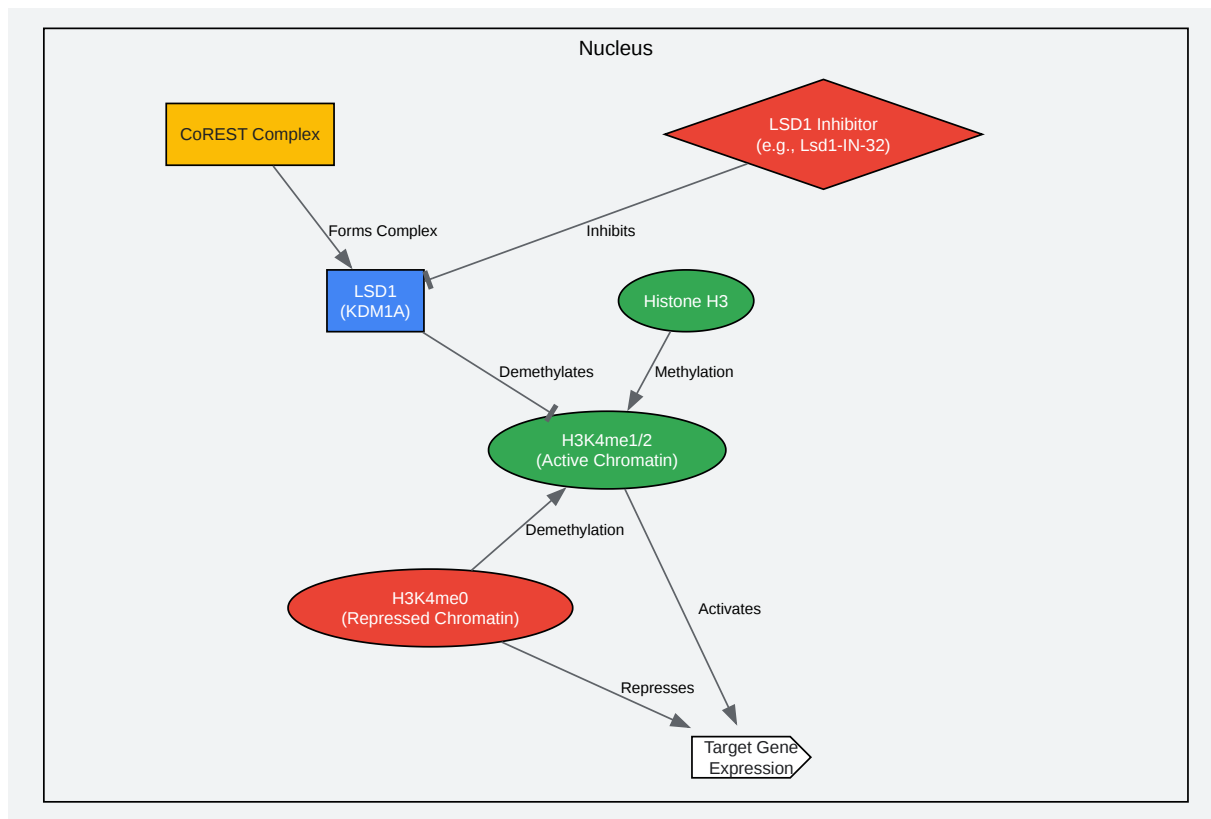 Nucleus
CoREST Complex
LSD1 Inhibitor
(e.g., Lsd1-IN-32)
Forms Complex
Inhibits
LSD1
(KDM1A)
Histone H3
Demethylates
Methylation
H3K4me1/2
(Active Chromatin)
Demethylation
H3K4me0
(Repressed Chromatin)
Activates
Represses
Target Gene
Expression